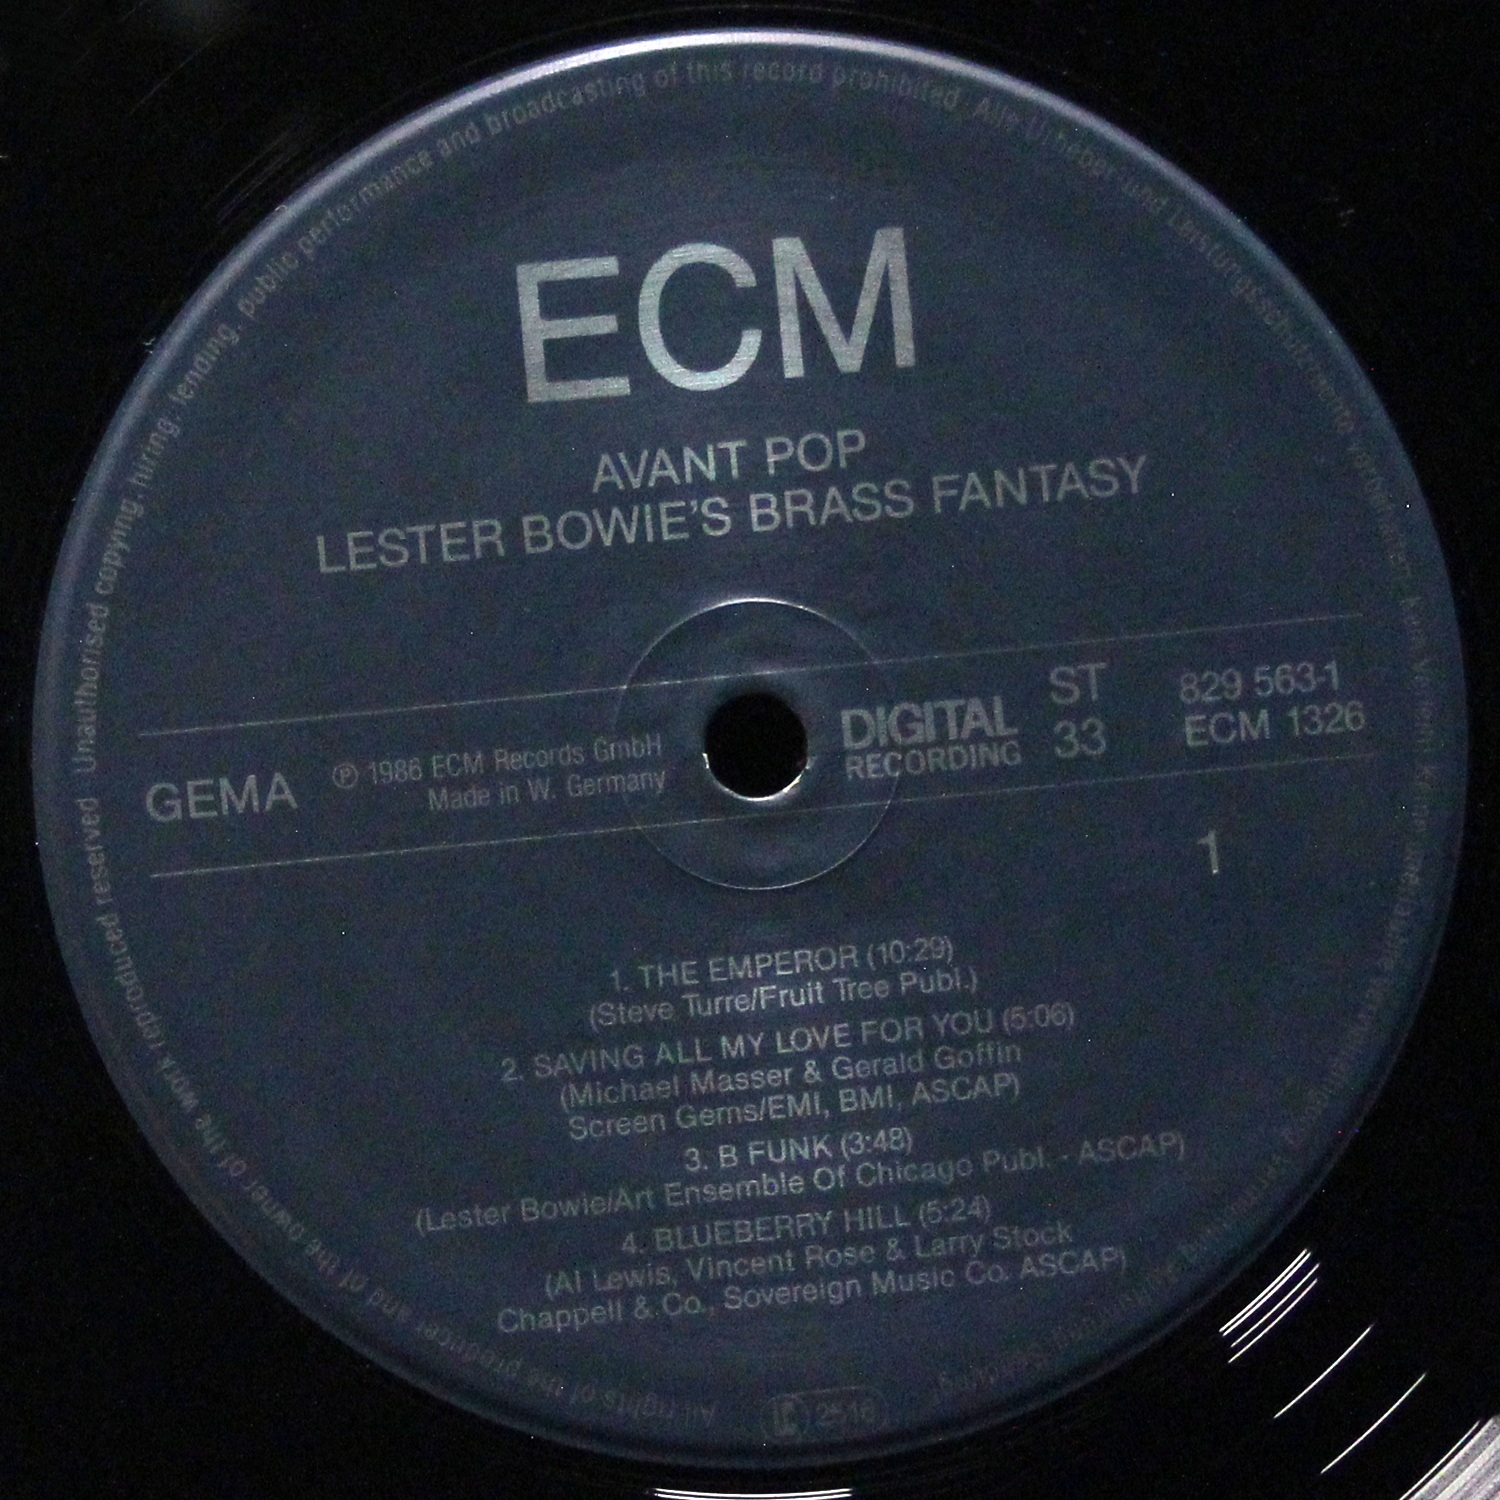 ECM
AVANT POP
LESTER BOWIE'S BRASS FANTASY
GEMA
℗ 1986 ECM Records GmbH
Made in W. Germany
DIGITAL
RECORDING
ST
33
829 563-1
ECM 1326
1
1. THE EMPEROR (10:29)
(Steve Turre/Fruit Tree Publ.)
2. SAVING ALL MY LOVE FOR YOU (5:06)
(Michael Masser & Gerald Goffin
Screen Gems/EMI, BMI, ASCAP)
3. B FUNK (3:48)
(Lester Bowie/Art Ensemble Of Chicago Publ. - ASCAP)
4. BLUEBERRY HILL (5:24)
(Al Lewis, Vincent Rose & Larry Stock
Chappell & Co., Sovereign Music Co. ASCAP)
All rights of the producer and of the owner of the work reproduced reserved Unauthorised copying, hiring, lending, public performance and broadcasting of this record prohibited. Alle Urheber- und Leistungsschutzrechte vorbehalten.
LC 2516